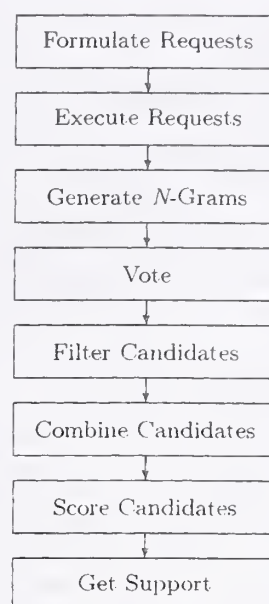 Formulate Requests
Execute Requests
Generate N-Grams
Vote
Filter Candidates
Combine Candidates
Score Candidates
Get Support